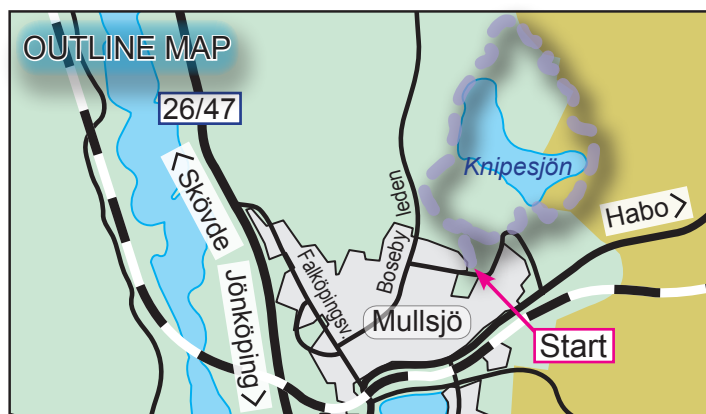 OUTLINE MAP
26/47
< Skövde
Jönköping >
Falköpingsv.
Boseby leden
Knipesjön
Habo >
Mullsjö
Start